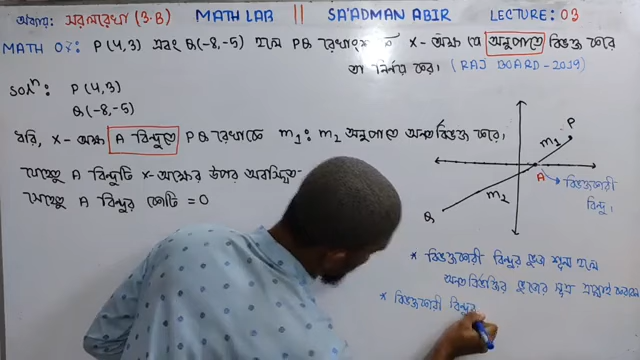 অধ্যায়: সরলরেখা (3.B) MATH LAB || SA'ADMAN ABIR LECTURE: 03
MATH 07: P(4,3) এবং Q(-8,-5) হলে PQ রেখাংশকে X-অক্ষ যে অনুপাতে বিভক্ত করে
তা নির্ণয় কর। (RAJ BOARD-2019)
SOLⁿ: P(4,3)
Q(-8,-5)
ধরি, X-অক্ষ A বিন্দুতে PQ রেখাকে m₁:m₂ অনুপাতে অন্তর্বিভক্ত করে,
যেহেতু A বিন্দুটি X-অক্ষের উপর অবস্থিত
যেহেতু A বিন্দুর কোটি = 0
P
m₁
A
বিভক্তকারী
বিন্দু।
m₂
Q
* বিভক্তকারী বিন্দুর ভুজ শূন্য হলে
অন্তর্বিভক্তির ভুজের সূত্র
* বিভক্তকারী বিন্দুর